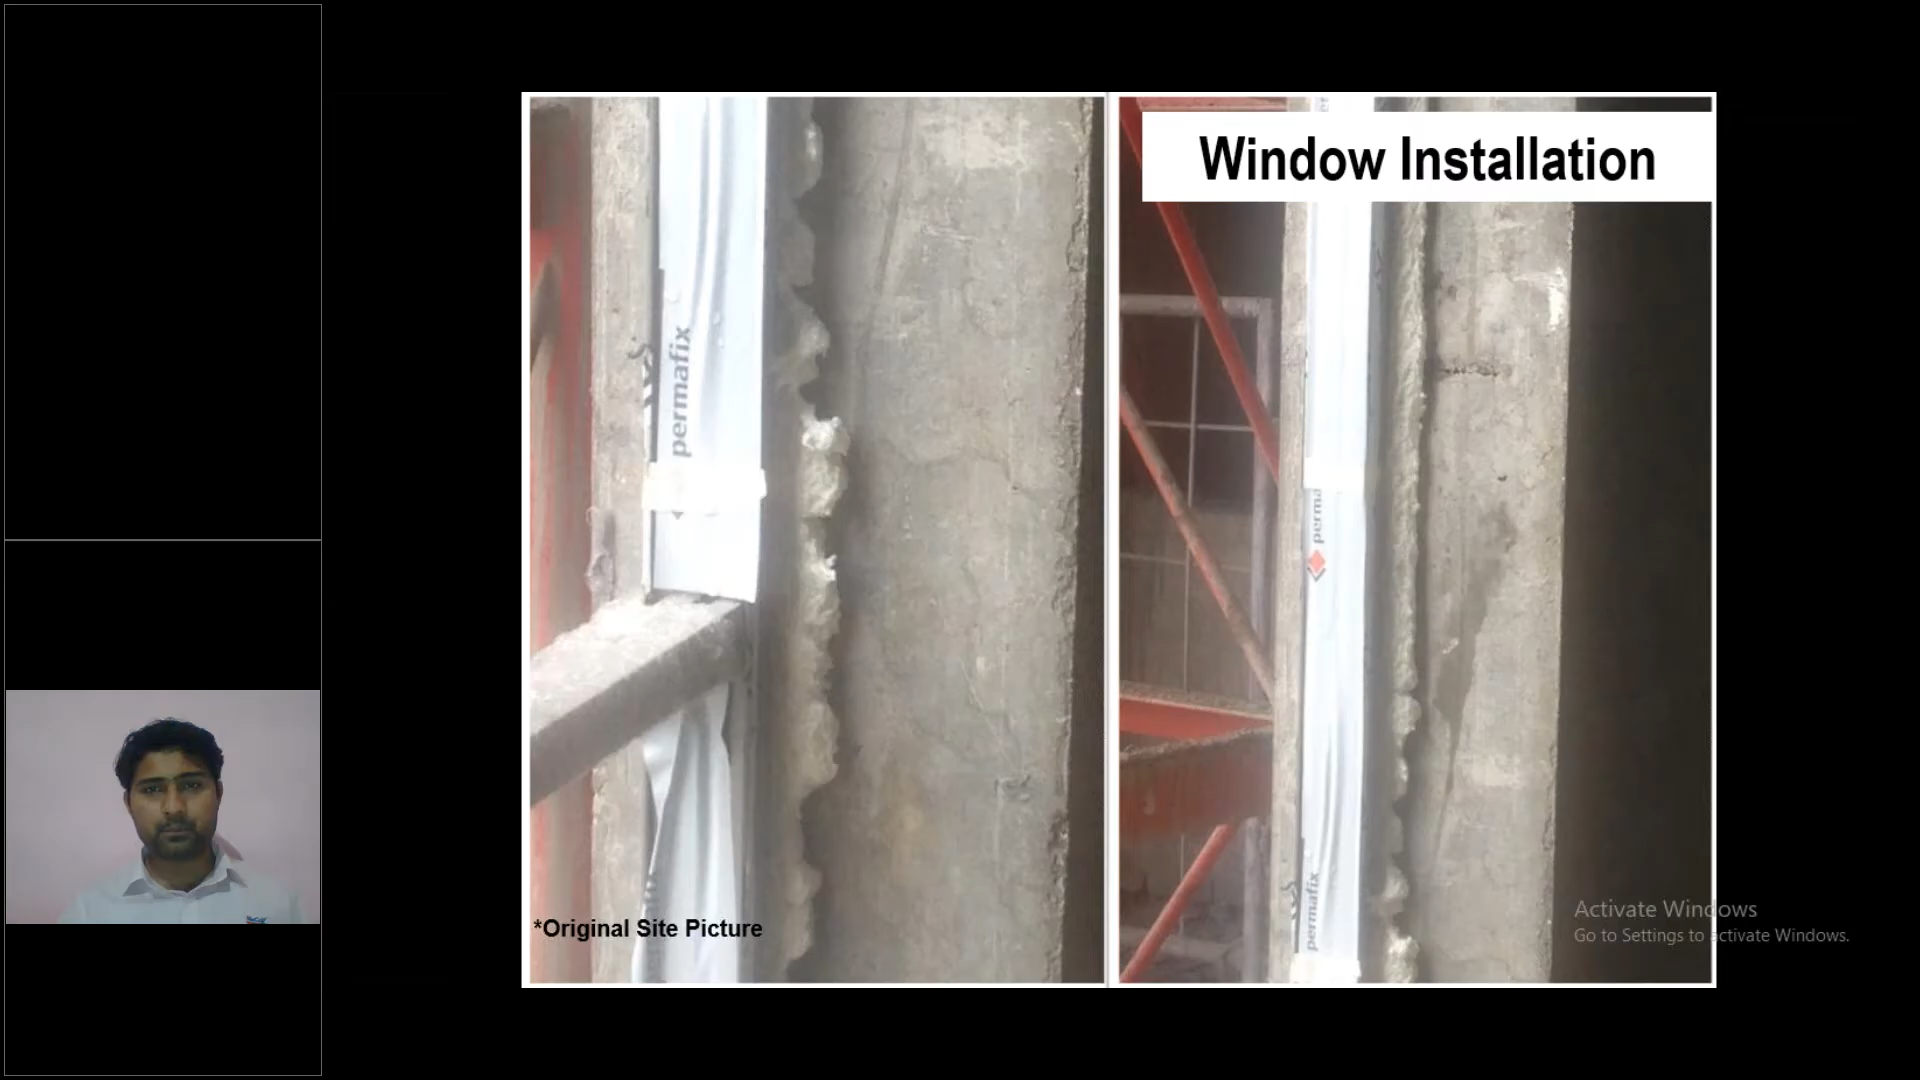 Window Installation
permafix
perma
permafix
*Original Site Picture
Activate Windows
Go to Settings to activate Windows.